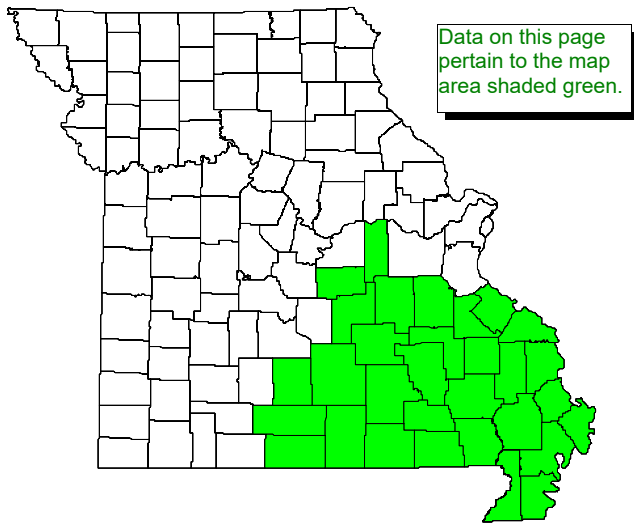 Data on this page
pertain to the map
area shaded green.